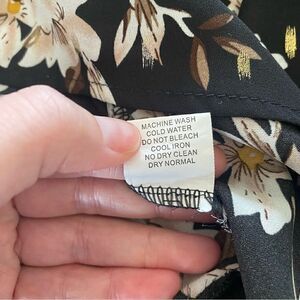 MACHINE WASH
COLD WATER
DO NOT BLEACH
COOL IRON
NO DRY CLEAN
DRY NORMAL